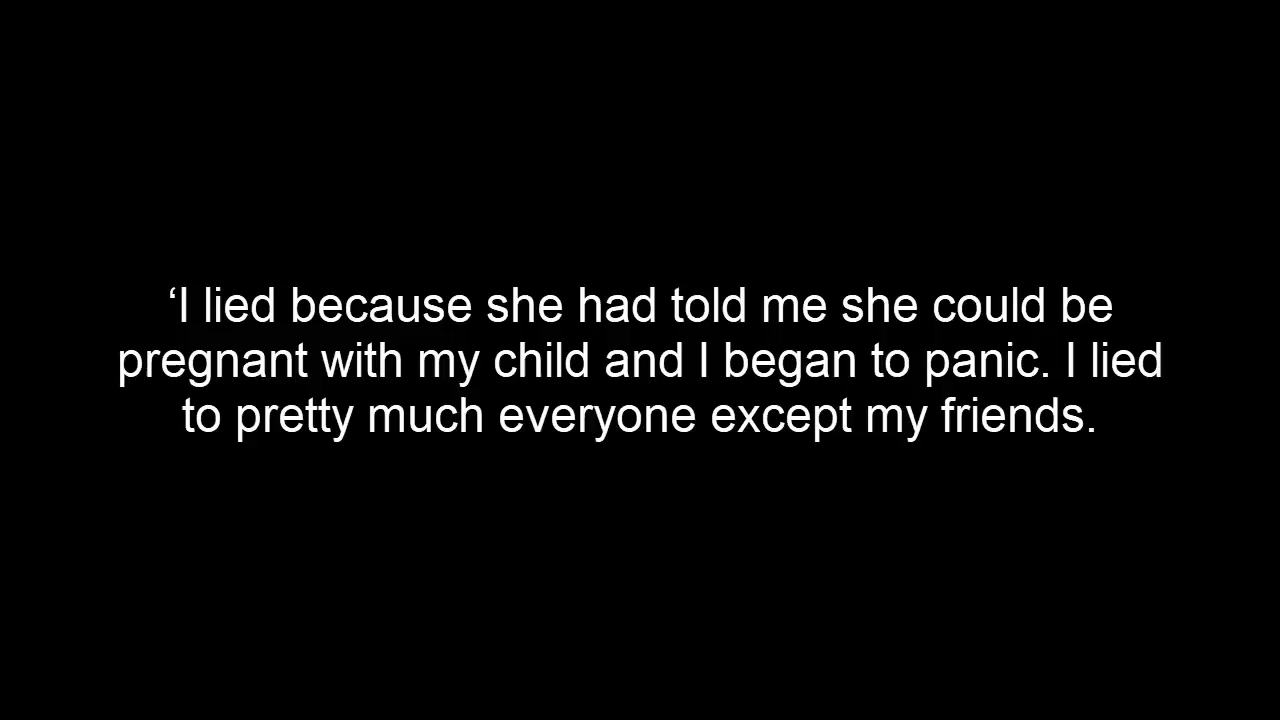 ‘I lied because she had told me she could be
pregnant with my child and I began to panic. I lied
to pretty much everyone except my friends.